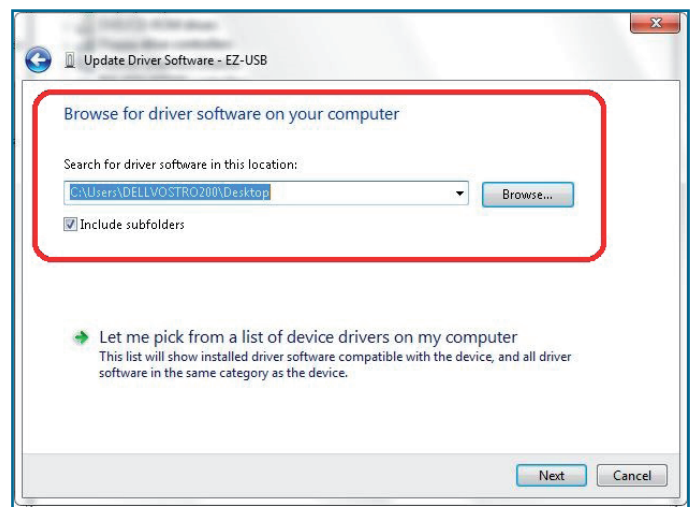 Update Driver Software - EZ-USB
Browse for driver software on your computer
Search for driver software in this location:
C:\Users\DELLVOSTRO200\Desktop
Browse...
Include subfolders
Let me pick from a list of device drivers on my computer
This list will show installed driver software compatible with the device, and all driver
software in the same category as the device.
Next Cancel